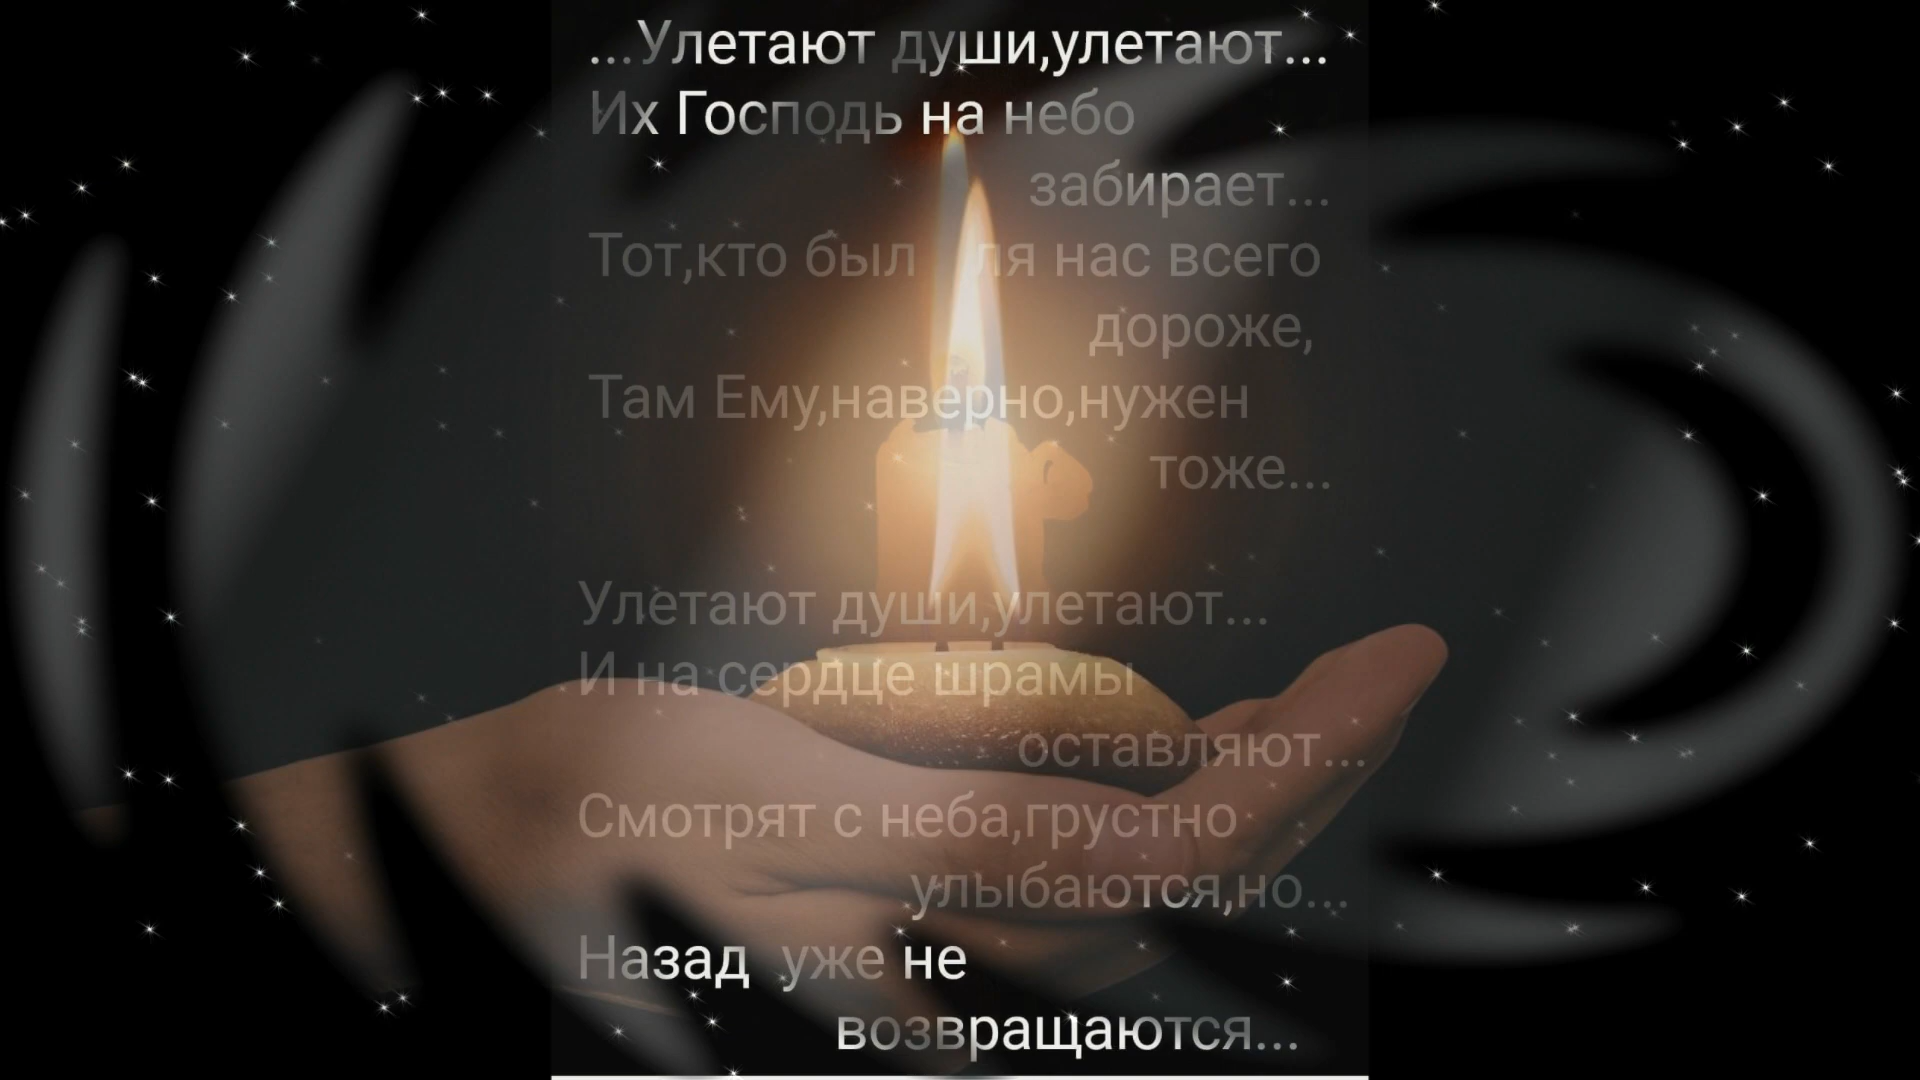 ...Улетают души,улетают...
Их Господь на небо
забирает...
Тот,кто был для нас всего
дороже,
Там Ему,наверно,нужен
тоже...
Улетают души,улетают...
И на сердце шрамы
оставляют...
Смотрят с неба,грустно
улыбаются,но...
Назад уже не
возвращаются...